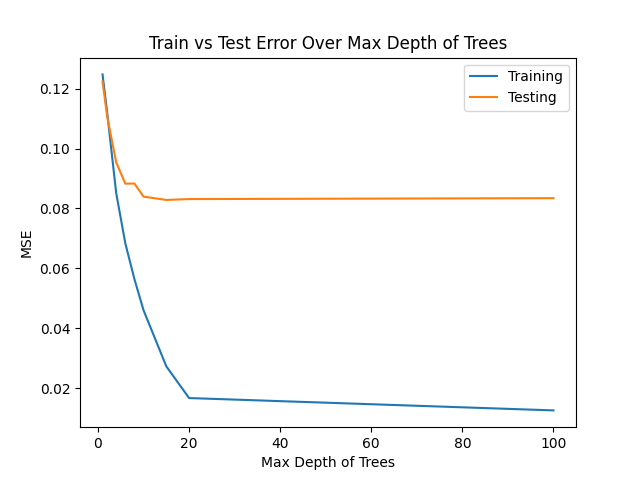 Train vs Test Error Over Max Depth of Trees
Training
Testing
0.12
0.10
0.08
0.06
0.04
0.02
MSE
0 20 40 60 80 100
Max Depth of Trees